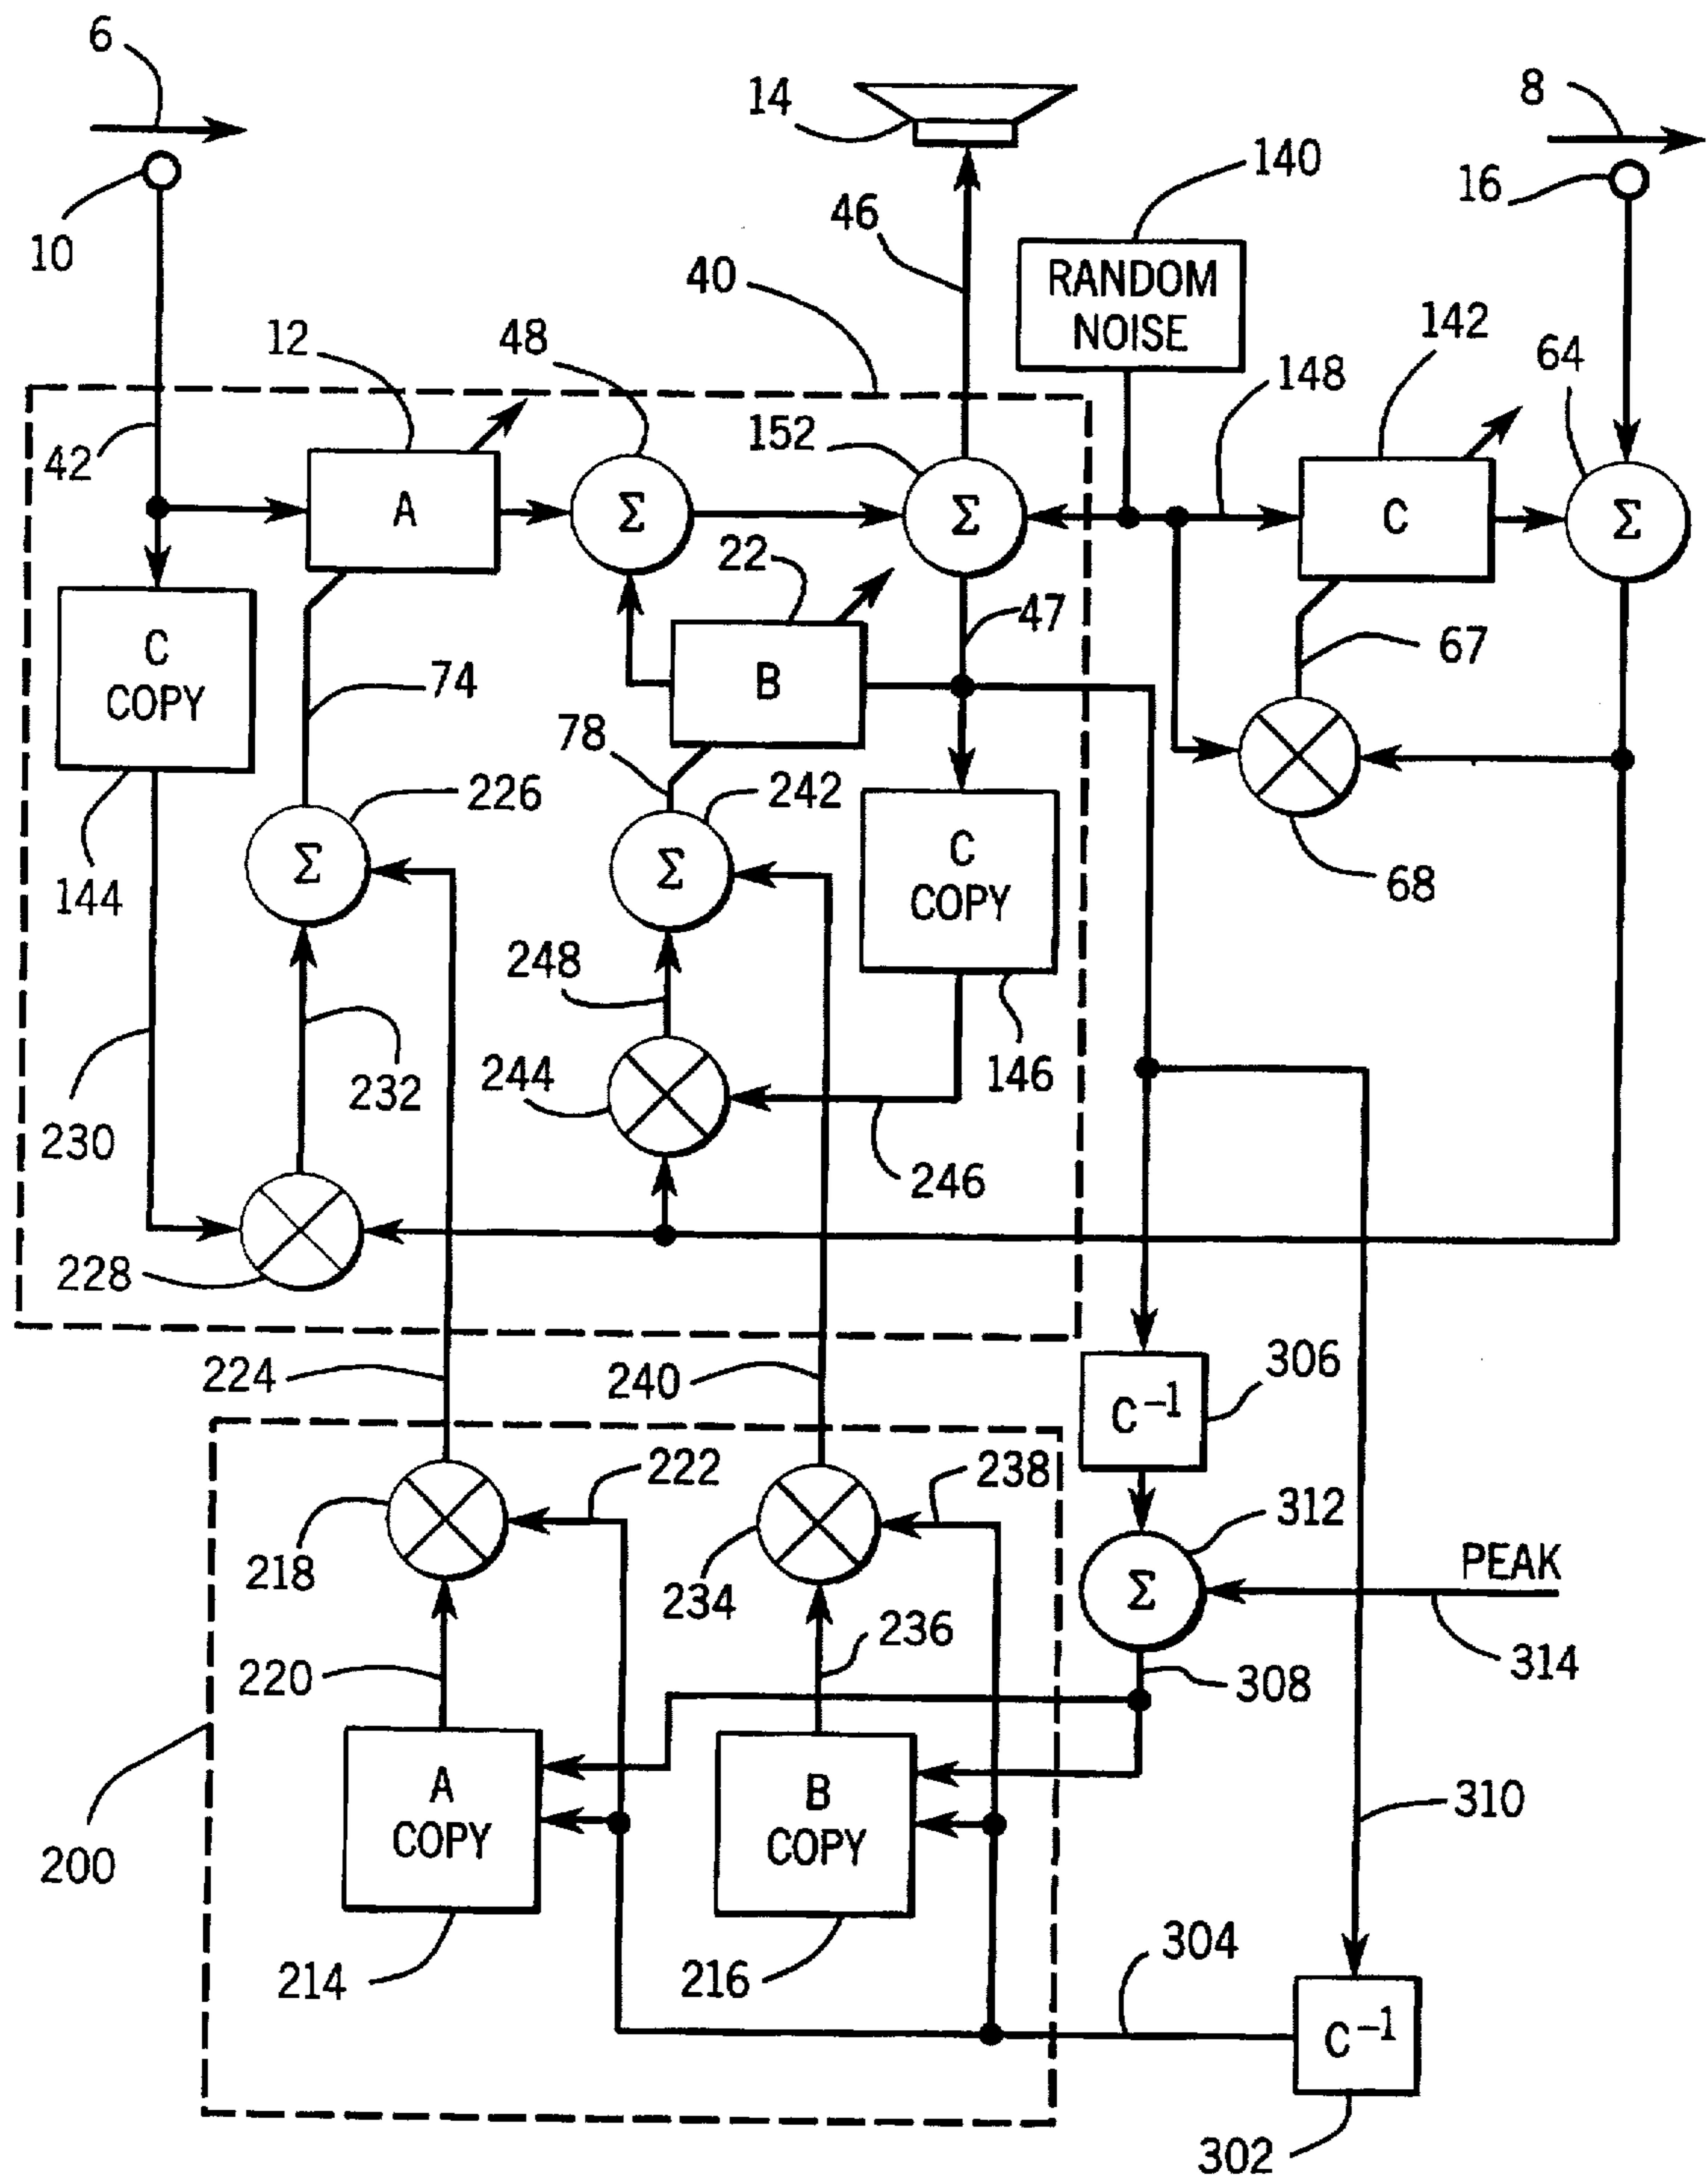 6
14
8
140
16
46
10
40
RANDOM
NOISE
142
12
48
148
64
152
42
A
Σ
Σ
C
Σ
22
47
C
COPY
74
B
67
78
226
242
Σ
Σ
C
COPY
144
68
248
244
232
146
230
246
228
224
240
306
C⁻¹
222
238
312
218
234
PEAK
Σ
236
220
308
314
A
COPY
B
COPY
310
200
304
214
216
C⁻¹
302